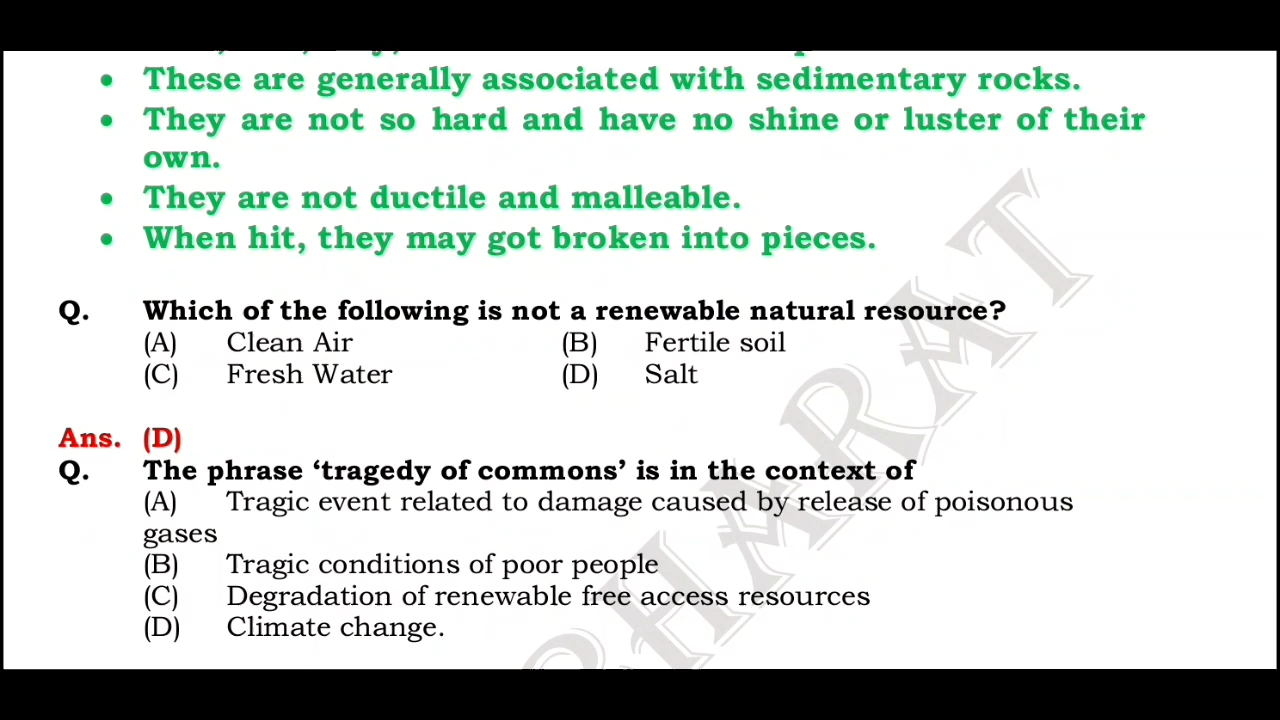 • These are generally associated with sedimentary rocks.
• They are not so hard and have no shine or luster of their
own.
• They are not ductile and malleable.
• When hit, they may got broken into pieces.
Q. Which of the following is not a renewable natural resource?
(A) Clean Air (B) Fertile soil
(C) Fresh Water (D) Salt
Ans. (D)
Q. The phrase ‘tragedy of commons’ is in the context of
(A) Tragic event related to damage caused by release of poisonous
gases
(B) Tragic conditions of poor people
(C) Degradation of renewable free access resources
(D) Climate change.
HARAT